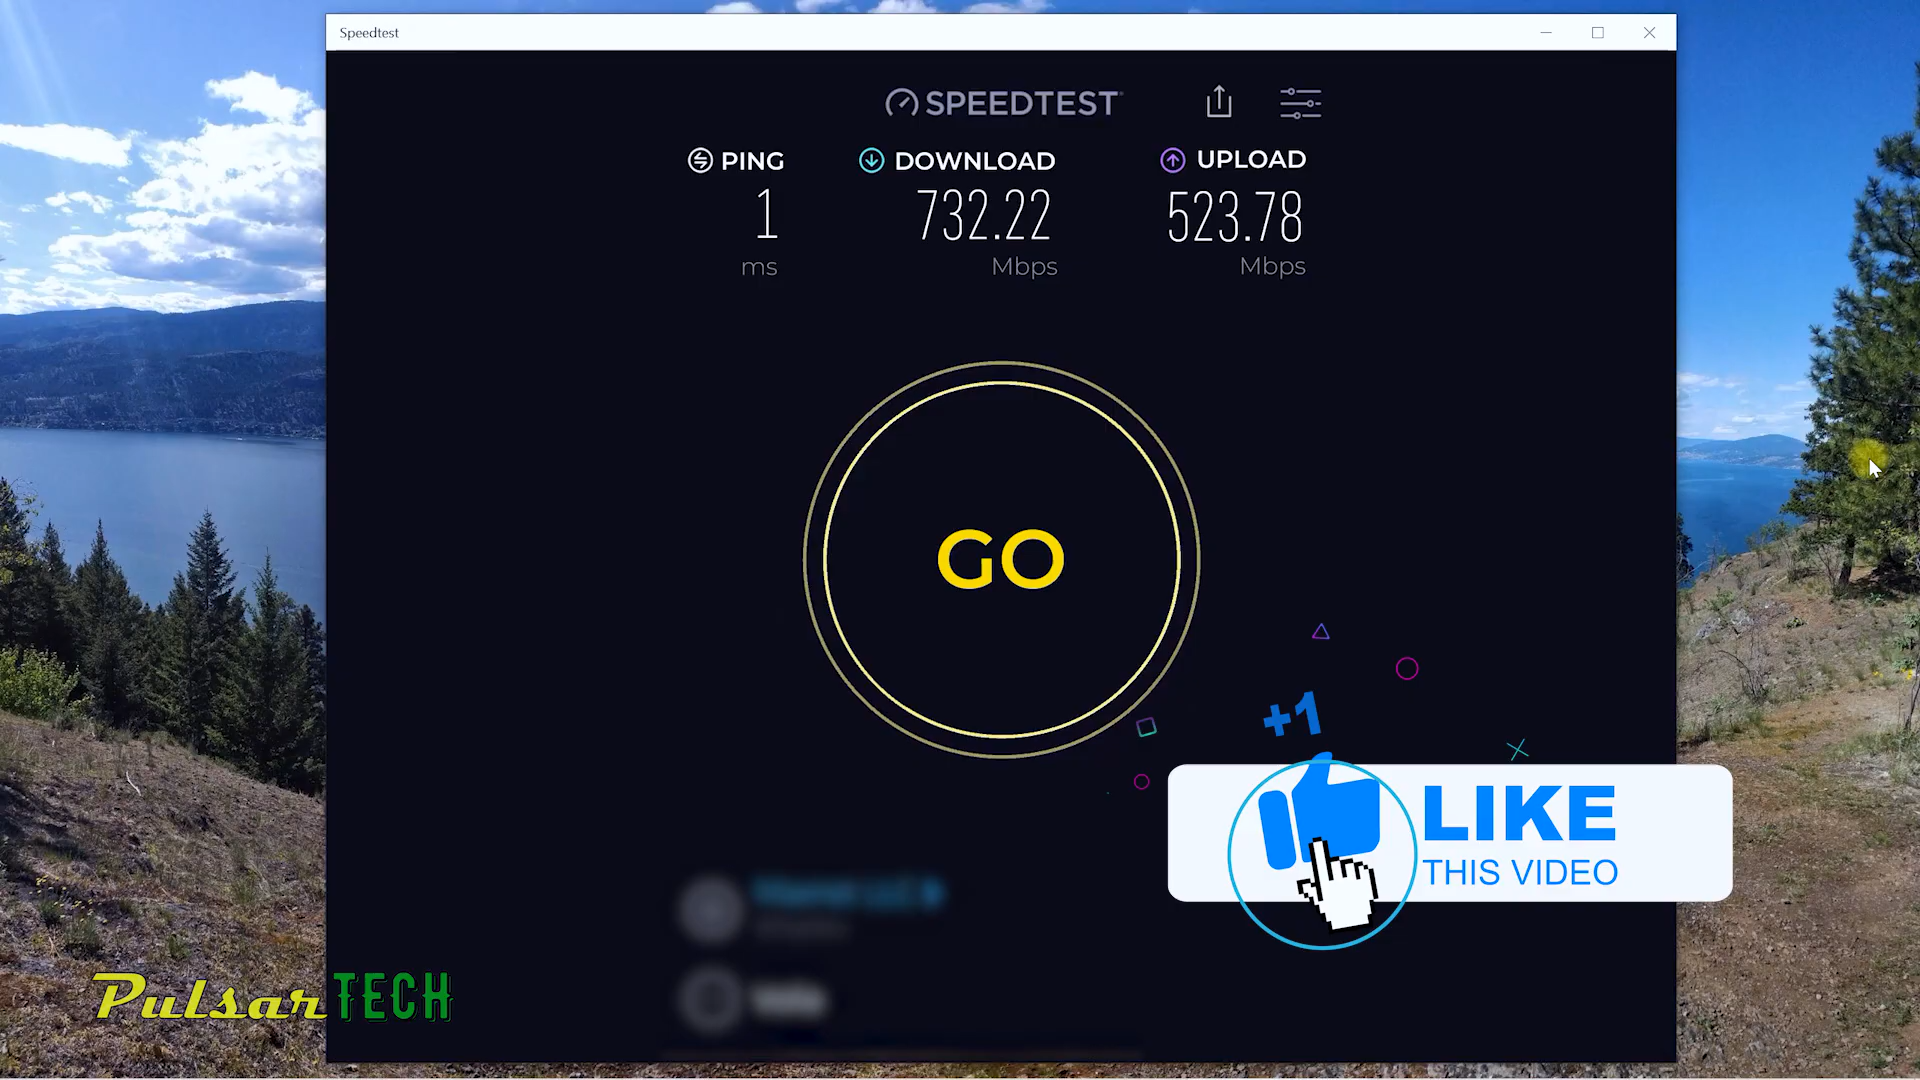 Speedtest
SPEEDTEST
PING
DOWNLOAD
UPLOAD
1
732.22
523.78
ms
Mbps
Mbps
GO
+1
LIKE
THIS VIDEO
PulsarTECH